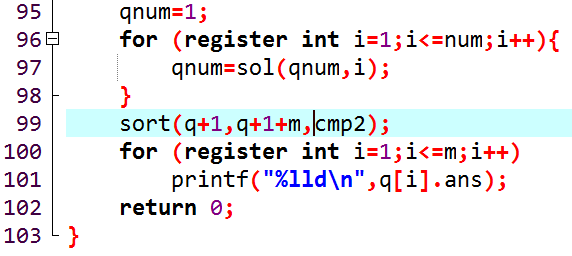 95 qnum=1;
96 for (register int i=1;i<=num;i++){
97 qnum=sol(qnum,i);
98 }
99 sort(q+1,q+1+m,cmp2);
100 for (register int i=1;i<=m;i++)
101 printf("%lld\n",q[i].ans);
102 return 0;
103 }